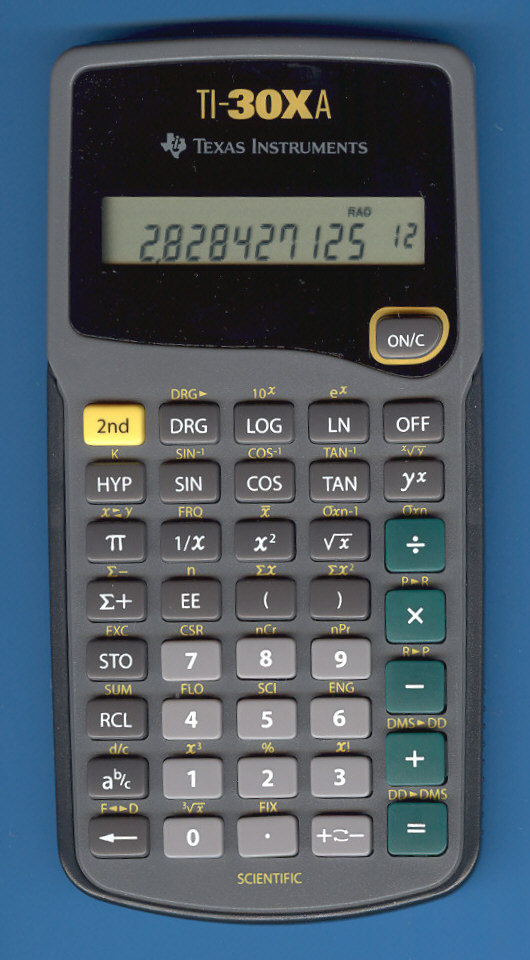 TI-30XA
TEXAS INSTRUMENTS
RAD
2.828427125 12
ON/C
DRG► 10ˣ eˣ
2nd DRG LOG LN OFF
K SIN⁻¹ COS⁻¹ TAN⁻¹ ˣ√y
HYP SIN COS TAN yˣ
x⇆y FRQ x̄ σxn-1 σxn
π 1/x x² √x ÷
Σ− n Σx Σx² P►R
Σ+ EE ( ) ×
EXC CSR nCr nPr R►P
STO 7 8 9 −
SUM FLO SCI ENG DMS►DD
RCL 4 5 6 +
d/c x³ % x! DD►DMS
ab/c 1 2 3 =
F◄►D ³√x FIX
← 0 . +⇆−
SCIENTIFIC